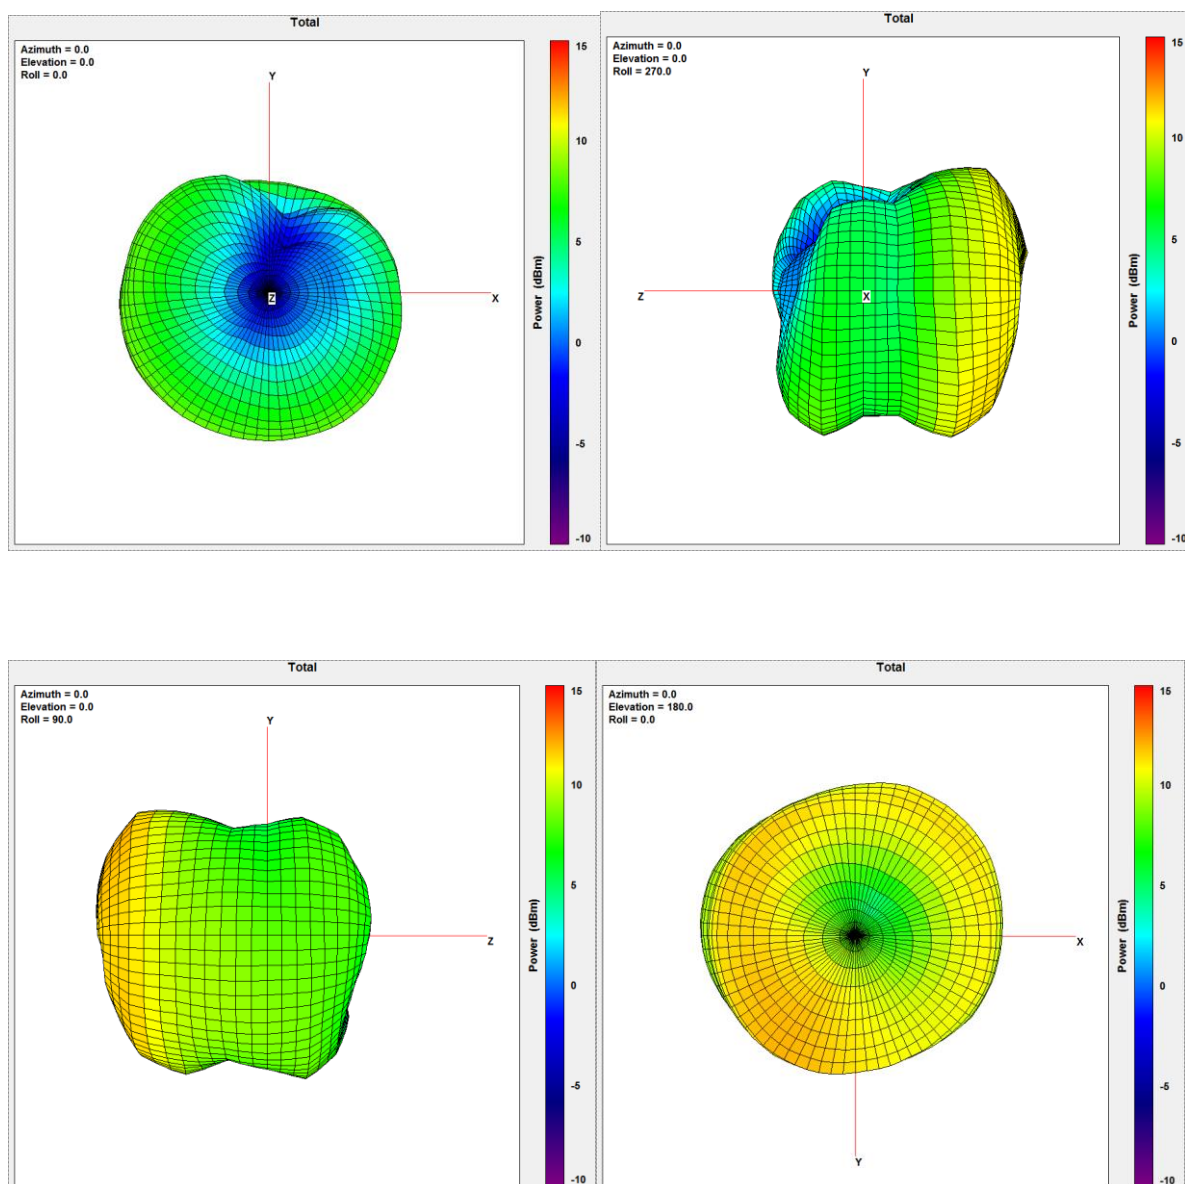 Total
Azimuth = 0.0
Elevation = 0.0
Roll = 0.0
Y
Z
X
15
10
5
0
-5
-10
Power (dBm)
Total
Azimuth = 0.0
Elevation = 0.0
Roll = 270.0
Y
Z
X
15
10
5
0
-5
-10
Power (dBm)
Total
Azimuth = 0.0
Elevation = 0.0
Roll = 90.0
Y
Z
15
10
5
0
-5
-10
Power (dBm)
Total
Azimuth = 0.0
Elevation = 180.0
Roll = 0.0
X
Y
15
10
5
0
-5
-10
Power (dBm)